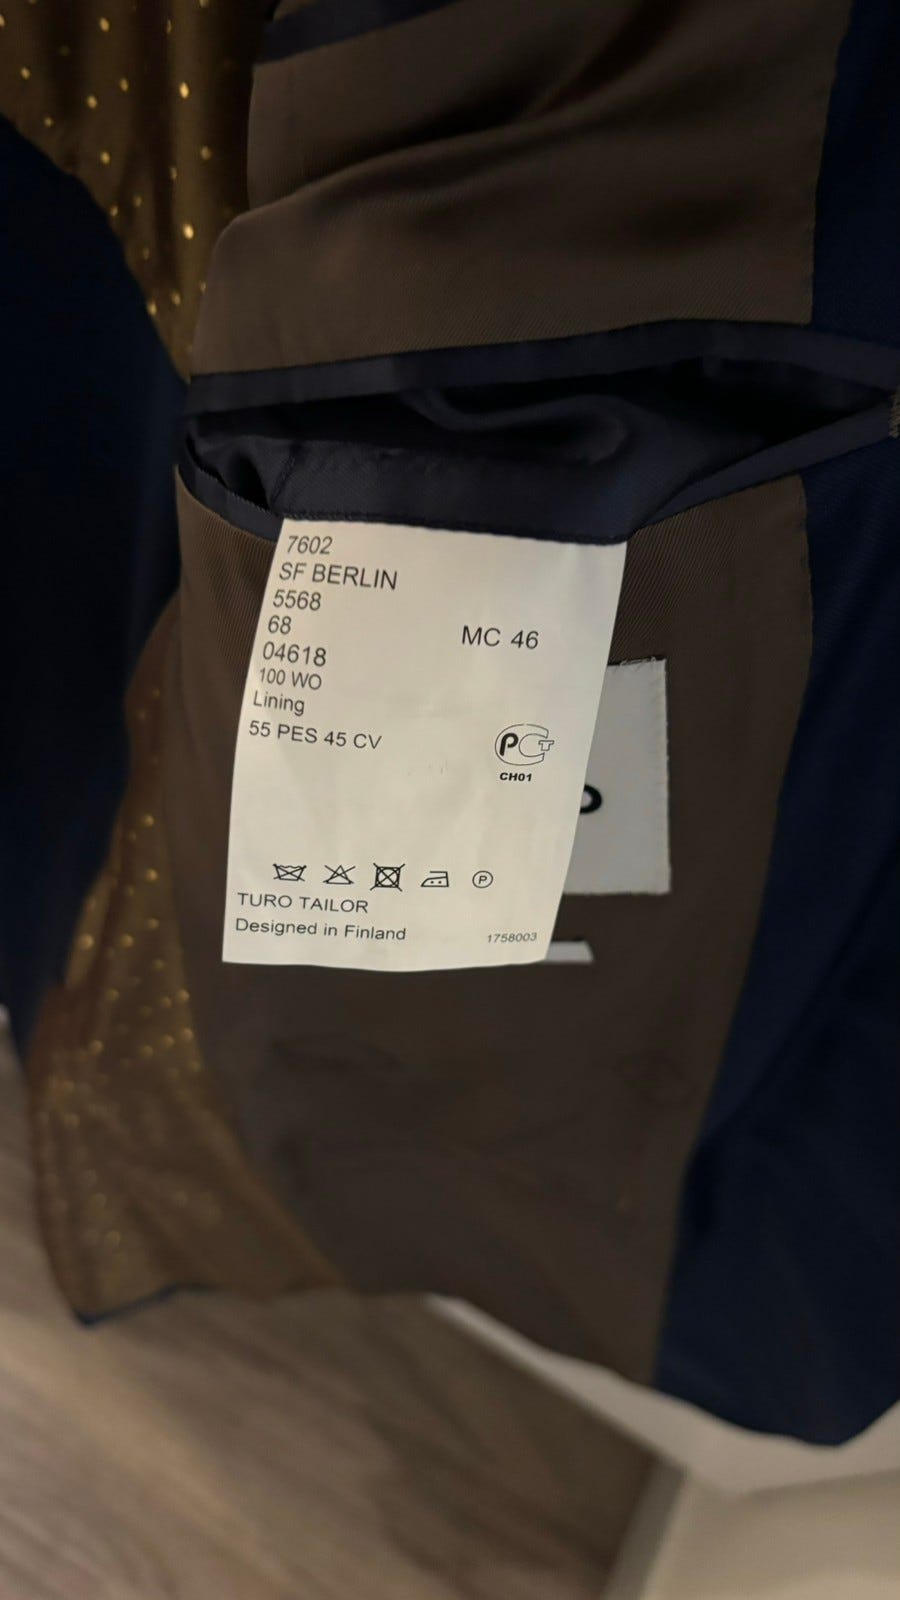 7602
SF BERLIN
5568
68
MC 46
04618
100 WO
Lining
55 PES 45 CV
PCT
CH01
P
TURO TAILOR
Designed in Finland
1758003
O